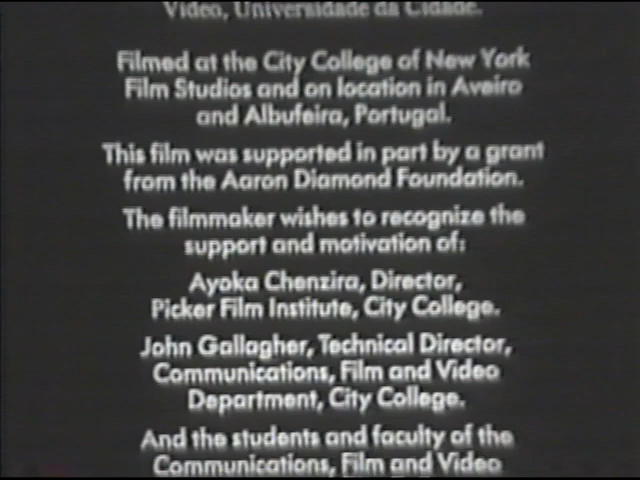 Video, Universidade da Cidade.
Filmed at the City College of New York
Film Studios and on location in Aveiro
and Albufeira, Portugal.
This film was supported in part by a grant
from the Aaron Diamond Foundation.
The filmmaker wishes to recognize the
support and motivation of:
Ayoka Chenzira, Director,
Picker Film Institute, City College.
John Gallagher, Technical Director,
Communications, Film and Video
Department, City College.
And the students and faculty of the
Communications, Film and Video